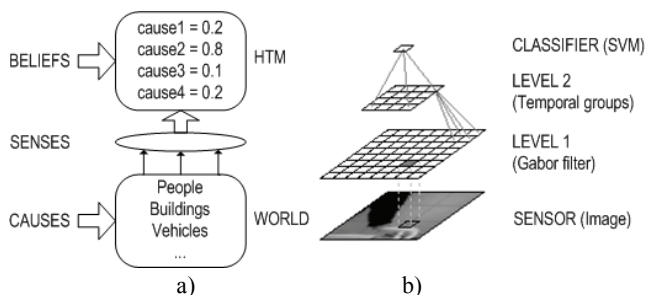 cause1 = 0.2
cause2 = 0.8
cause3 = 0.1
cause4 = 0.2
BELIEFS
HTM
SENSES
People
Buildings
Vehicles
...
CAUSES
WORLD
a)
CLASSIFIER (SVM)
LEVEL 2
(Temporal groups)
LEVEL 1
(Gabor filter)
SENSOR (Image)
b)